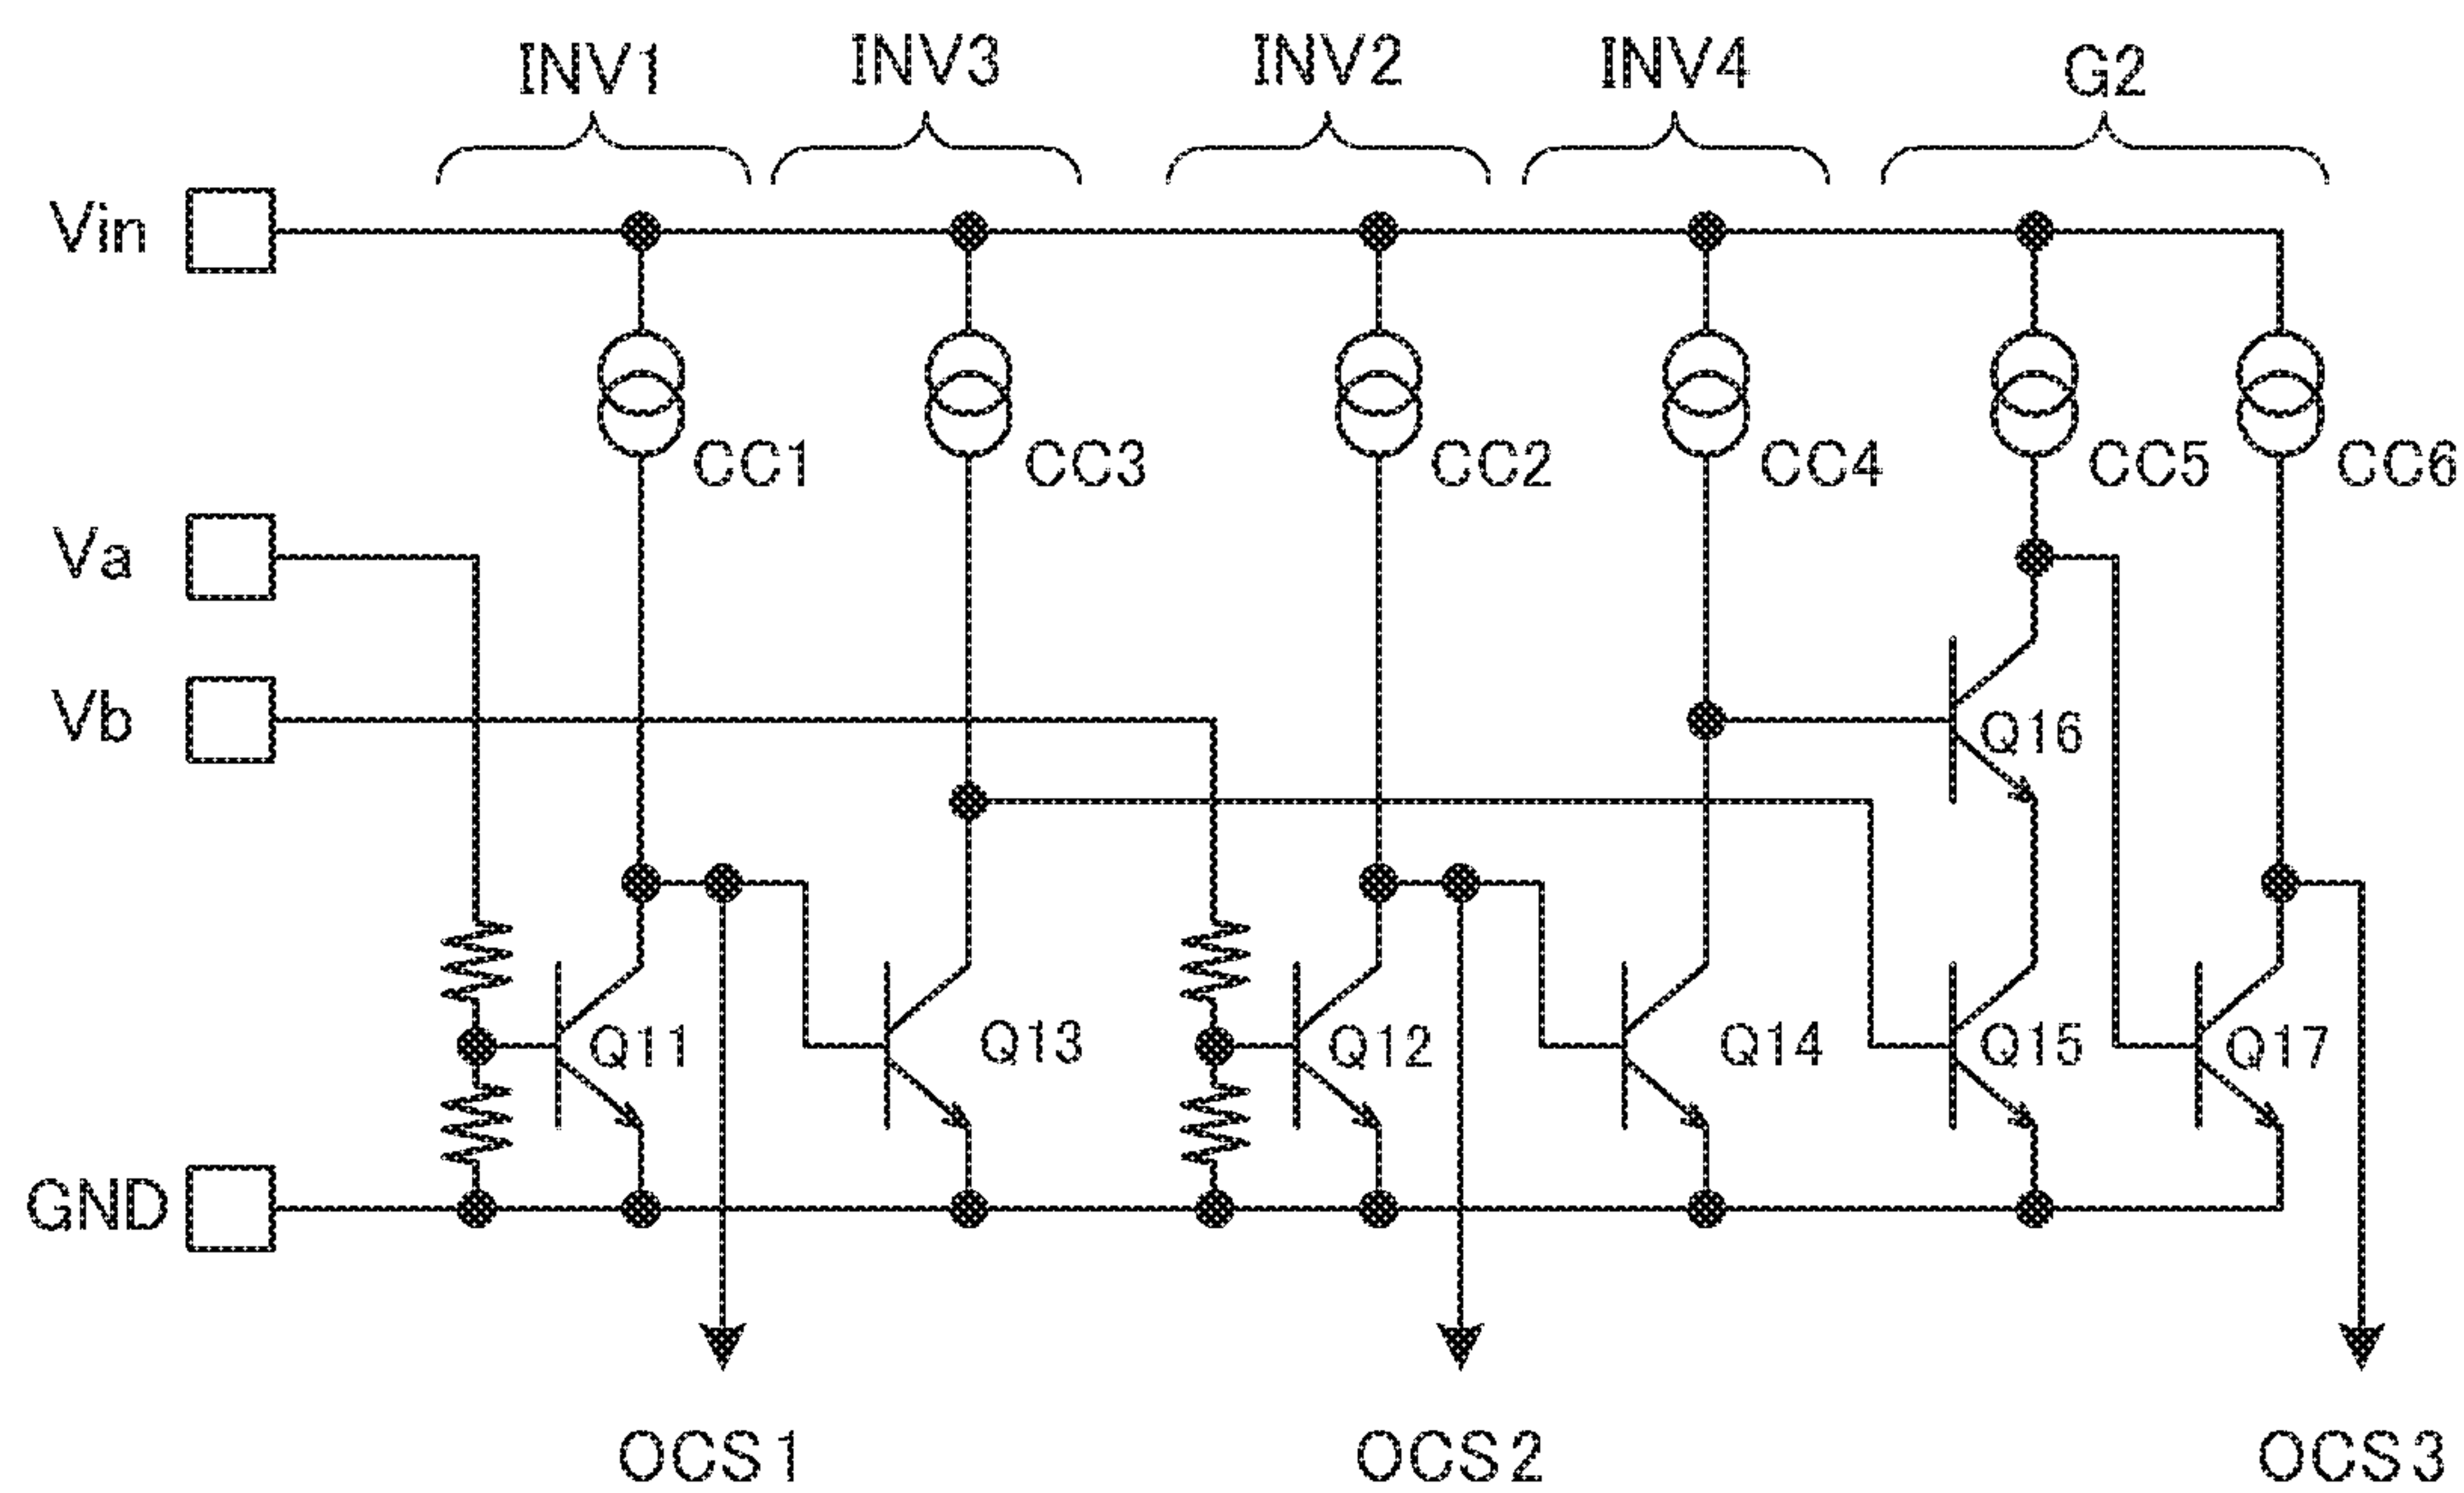 INV1 INV3 INV2 INV4 G2
Vin
CC1 CC3 CC2 CC4 CC5 CC6
Va
Vb
Q16
Q11 Q13 Q12 Q14 Q15 Q17
GND
OCS1 OCS2 OCS3